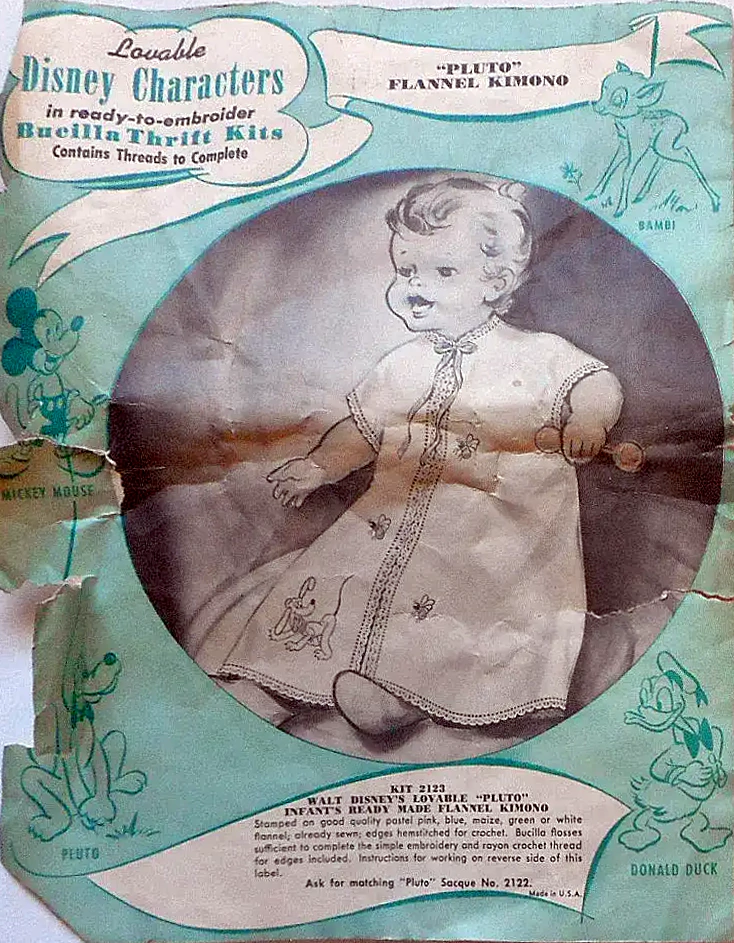 Lovable
Disney Characters
in ready-to-embroider
Bucilla Thrift Kits
Contains Threads to Complete
"PLUTO"
FLANNEL KIMONO
BAMBI
MICKEY MOUSE
PLUTO
DONALD DUCK
KIT 2123
WALT DISNEY'S LOVABLE "PLUTO"
INFANT'S READY MADE FLANNEL KIMONO
Stamped on good quality pastel pink, blue, maize, green or white
flannel; already sewn; edges hemstitched for crochet. Bucilla flosses
sufficient to complete the simple embroidery and rayon crochet thread
for edges included. Instructions for working on reverse side of this
label.
Ask for matching "Pluto" Sacque No. 2122.
Made in U.S.A.